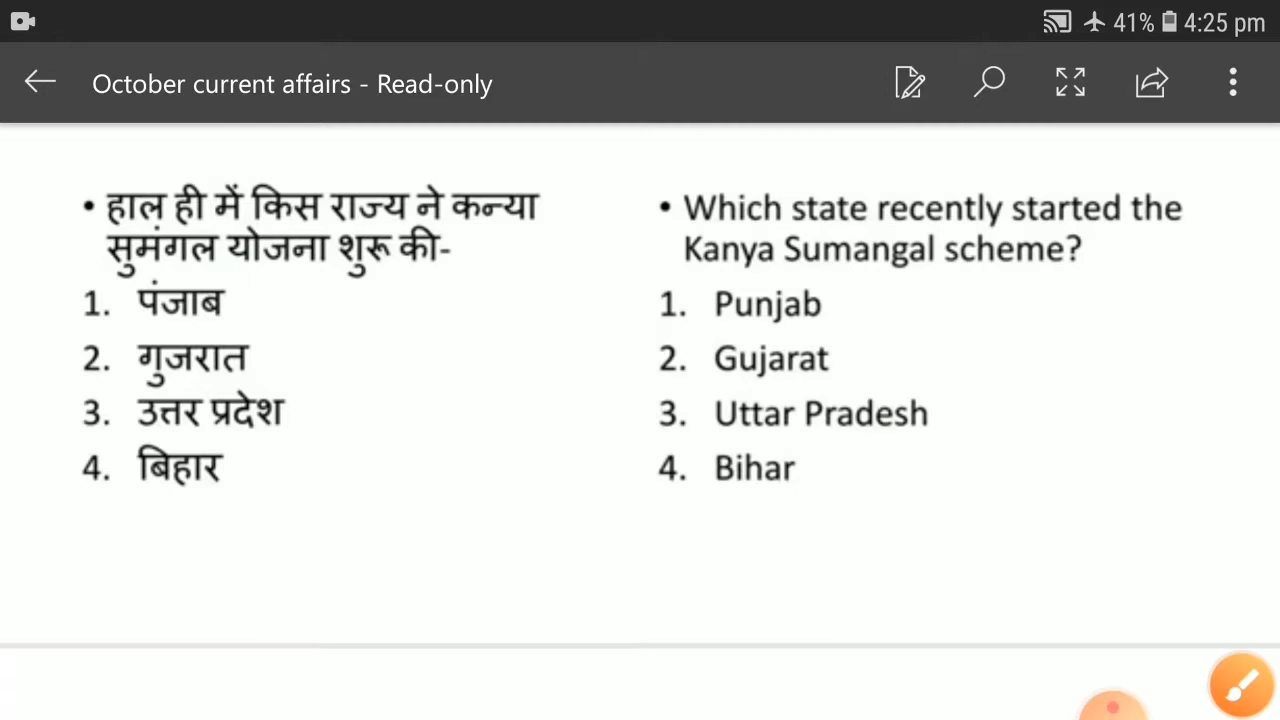 41% 4:25 pm
October current affairs - Read-only
• हाल ही में किस राज्य ने कन्या
सुमंगल योजना शुरू की-
1. पंजाब
2. गुजरात
3. उत्तर प्रदेश
4. बिहार
• Which state recently started the
Kanya Sumangal scheme?
1. Punjab
2. Gujarat
3. Uttar Pradesh
4. Bihar